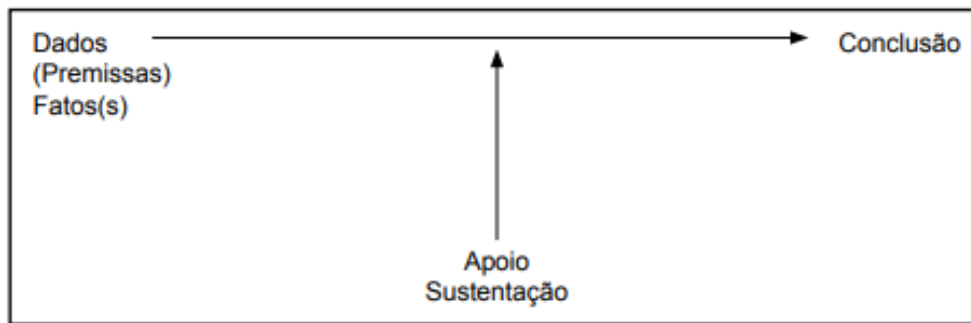 Dados
(Premissas)
Fatos(s)
Conclusão
Apoio
Sustentação